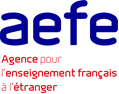 aefe
Agence pour
l'enseignement français
à l'étranger